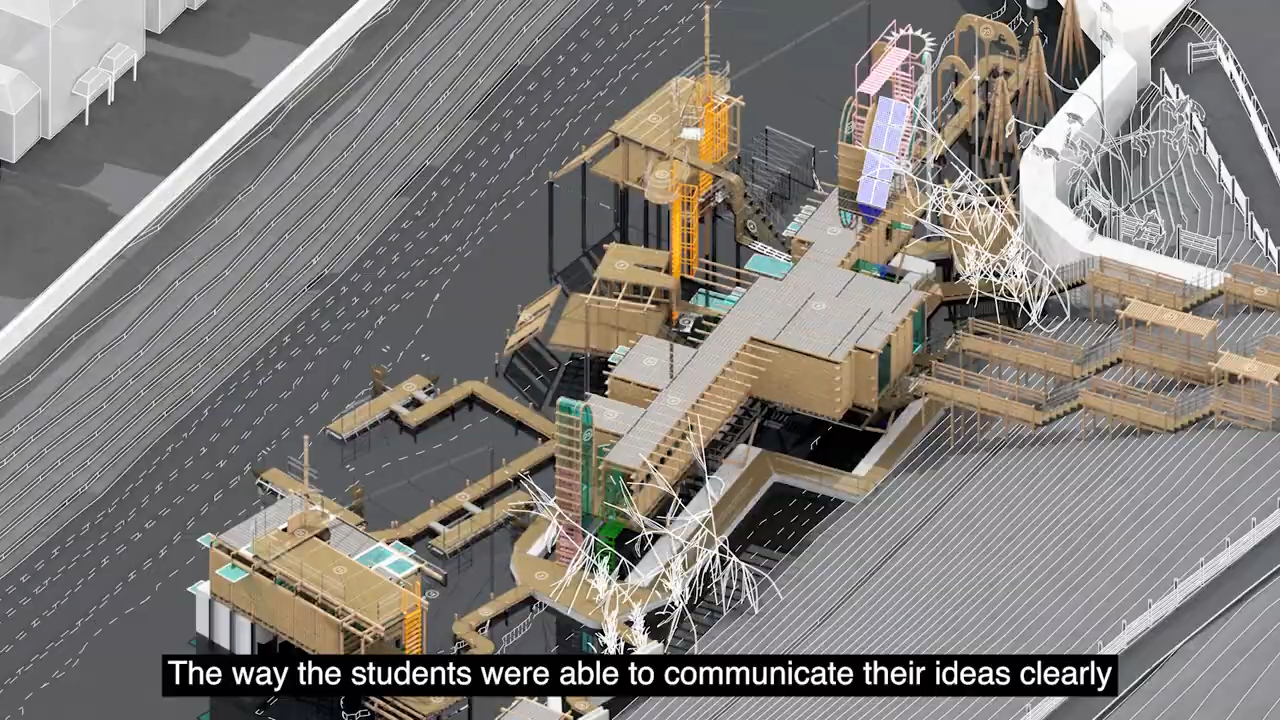 The way the students were able to communicate their ideas clearly